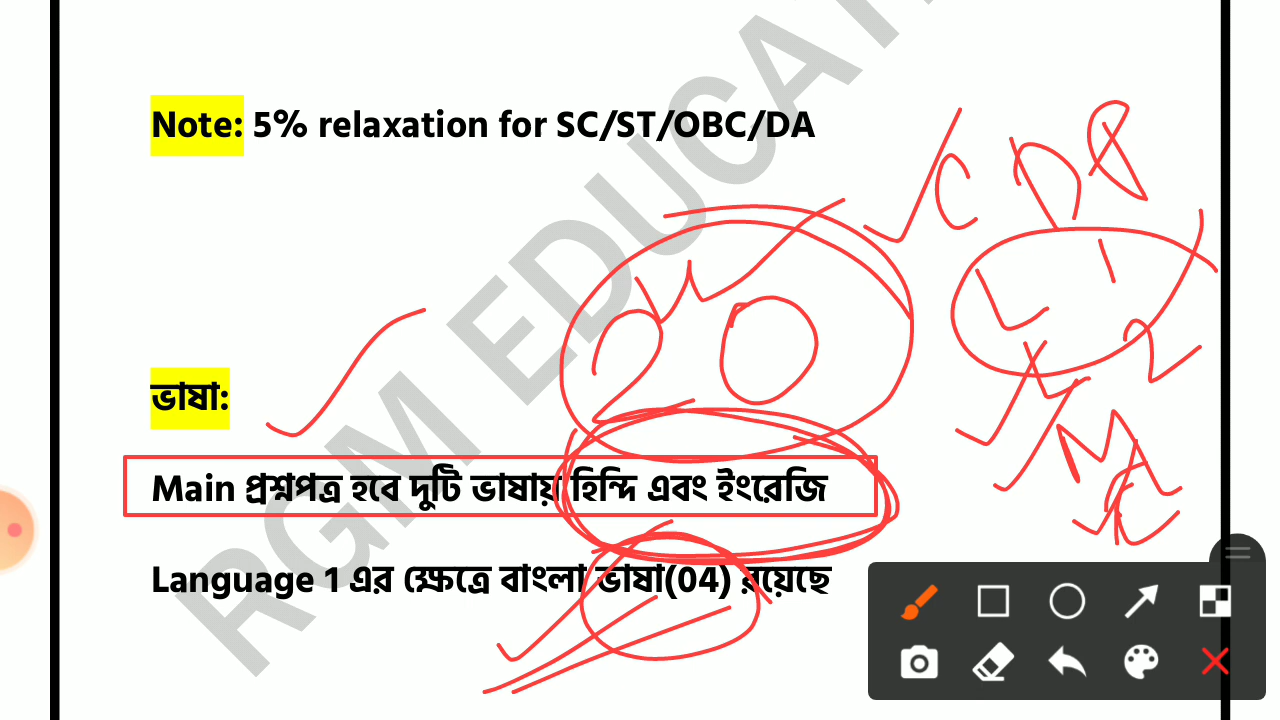 Note: 5% relaxation for SC/ST/OBC/DA
ভাষা:
Main প্রশ্নপত্র হবে দুটি ভাষায় হিন্দি এবং ইংরেজি
Language 1 এর ক্ষেত্রে বাংলা ভাষা(04) রয়েছে
RGM EDUCAT